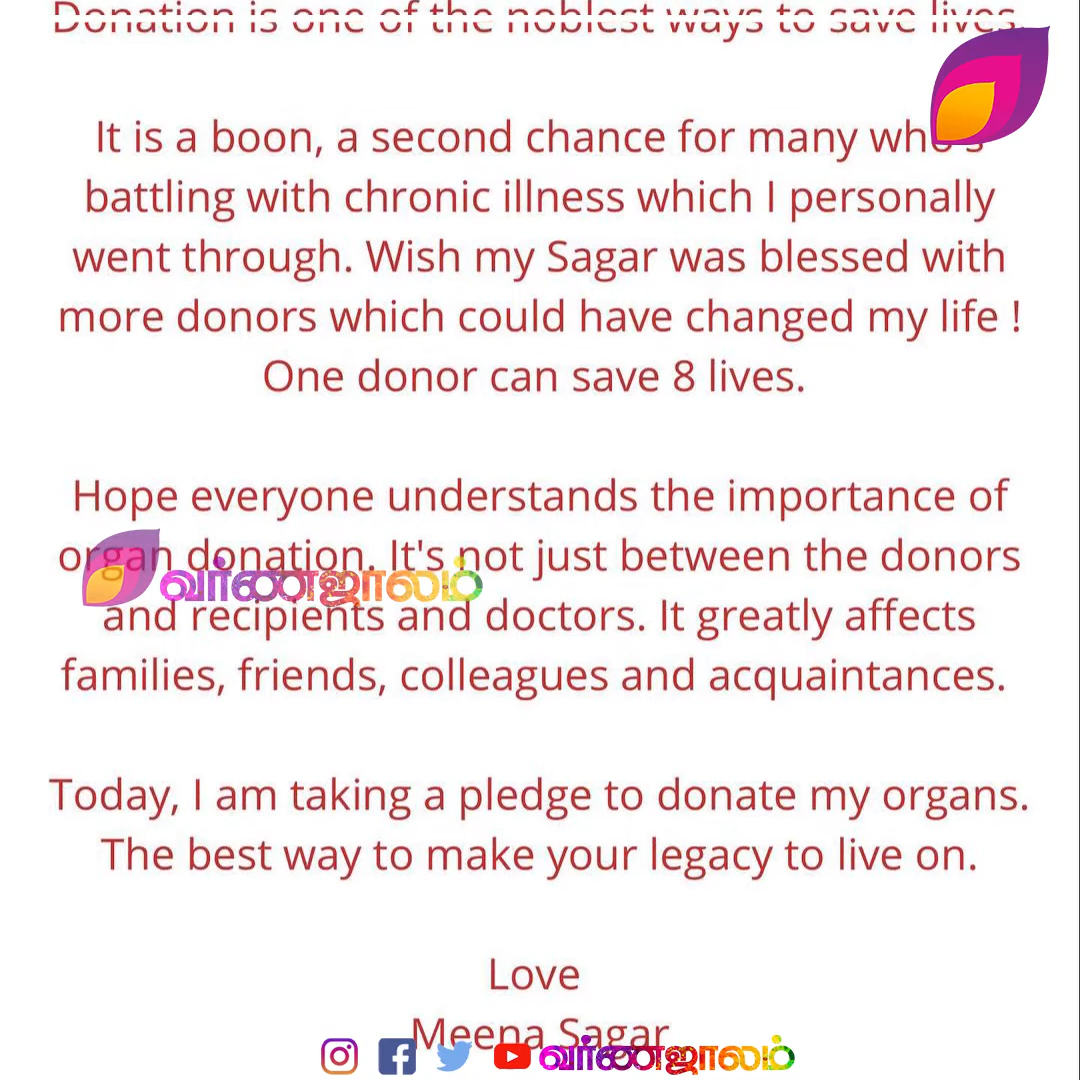 Donation is one of the noblest ways to save lives.
It is a boon, a second chance for many who's
battling with chronic illness which I personally
went through. Wish my Sagar was blessed with
more donors which could have changed my life !
One donor can save 8 lives.
Hope everyone understands the importance of
organ donation. It's not just between the donors
வர்ணஜாலம்
and recipients and doctors. It greatly affects
families, friends, colleagues and acquaintances.
Today, I am taking a pledge to donate my organs.
The best way to make your legacy to live on.
Love
Meena Sagar
வர்ணஜாலம்